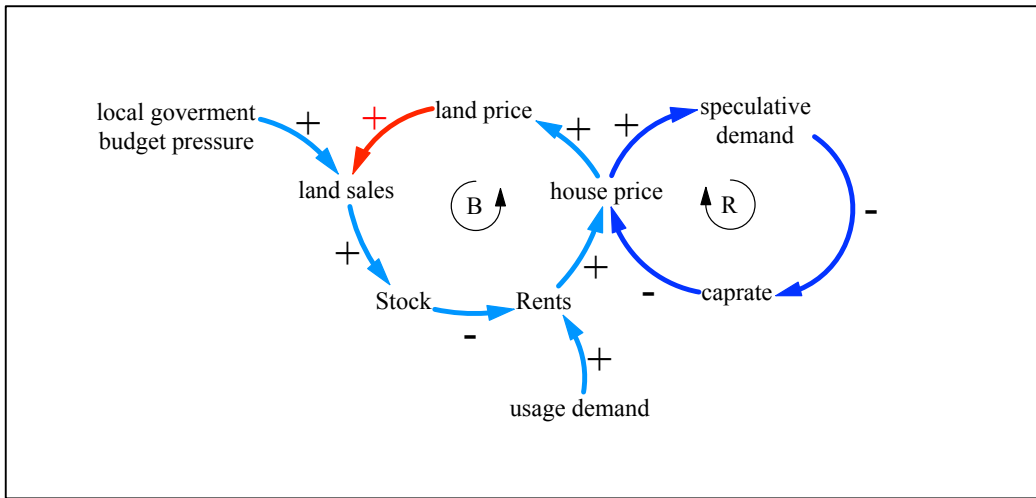 local goverment
budget pressure
+
+
land price
+
+
speculative
demand
land sales
B
house price
R
-
+
+
Stock
-
Rents
-
caprate
+
usage demand